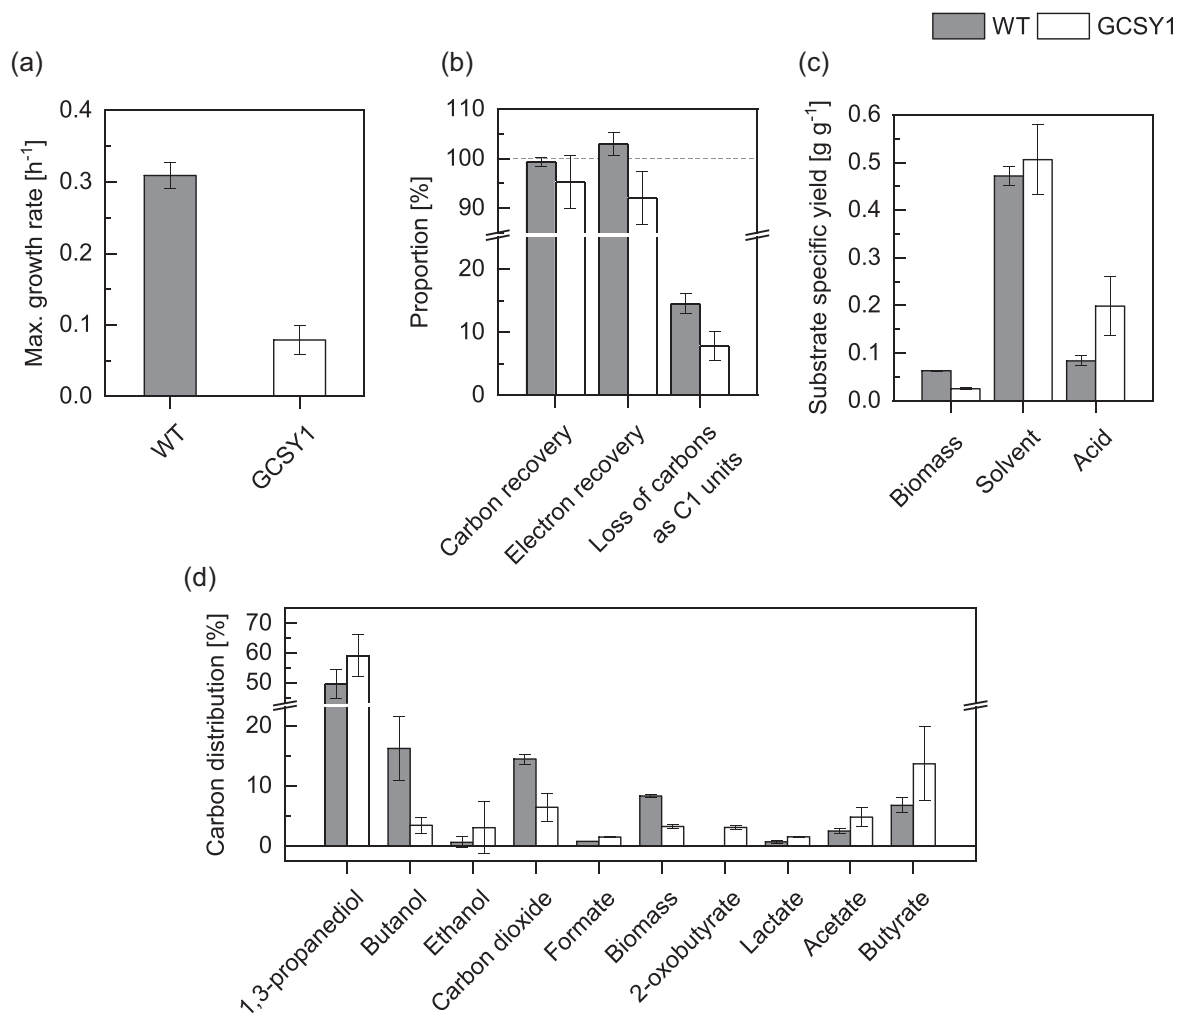 WT GCSY1
(a)
Max. growth rate [h-1]
0.4
0.3
0.2
0.1
0.0
WT
GCSY1
(b)
Proportion [%]
110
100
90
20
10
0
Carbon recovery
Electron recovery
Loss of carbons
as C1 units
(c)
Substrate specific yield [g g-1]
0.6
0.5
0.4
0.3
0.2
0.1
0.0
Biomass
Solvent
Acid
(d)
Carbon distribution [%]
70
60
50
20
10
0
1,3-propanediol
Butanol
Ethanol
Carbon dioxide
Formate
Biomass
2-oxobutyrate
Lactate
Acetate
Butyrate